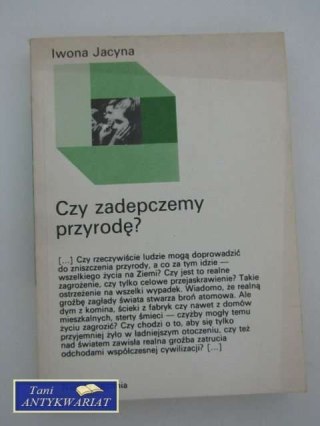 Iwona Jacyna
Czy zadepczemy
przyrodę?
[...] Czy rzeczywiście ludzie mogą doprowadzić
do zniszczenia przyrody, a co za tym idzie —
wszelkiego życia na Ziemi? Czy jest to realne
zagrożenie, czy tylko celowe przejaskrawienie? Takie
ostrzeżenie na wszelki wypadek. Wiadomo, że realną
groźbę zagłady świata stwarza broń atomowa. Ale
dym z komina, ścieki z fabryk czy nawet z domów
mieszkalnych, sterty śmieci — czyżby mogły temu
życiu zagrozić? Czy chodzi o to, aby się tylko
przyjemniej żyło w ładniejszym otoczeniu, czy też
nad światem zawisła realna groźba zatrucia
odchodami współczesnej cywilizacji? [...]
Tani
ANTYKWARIAT